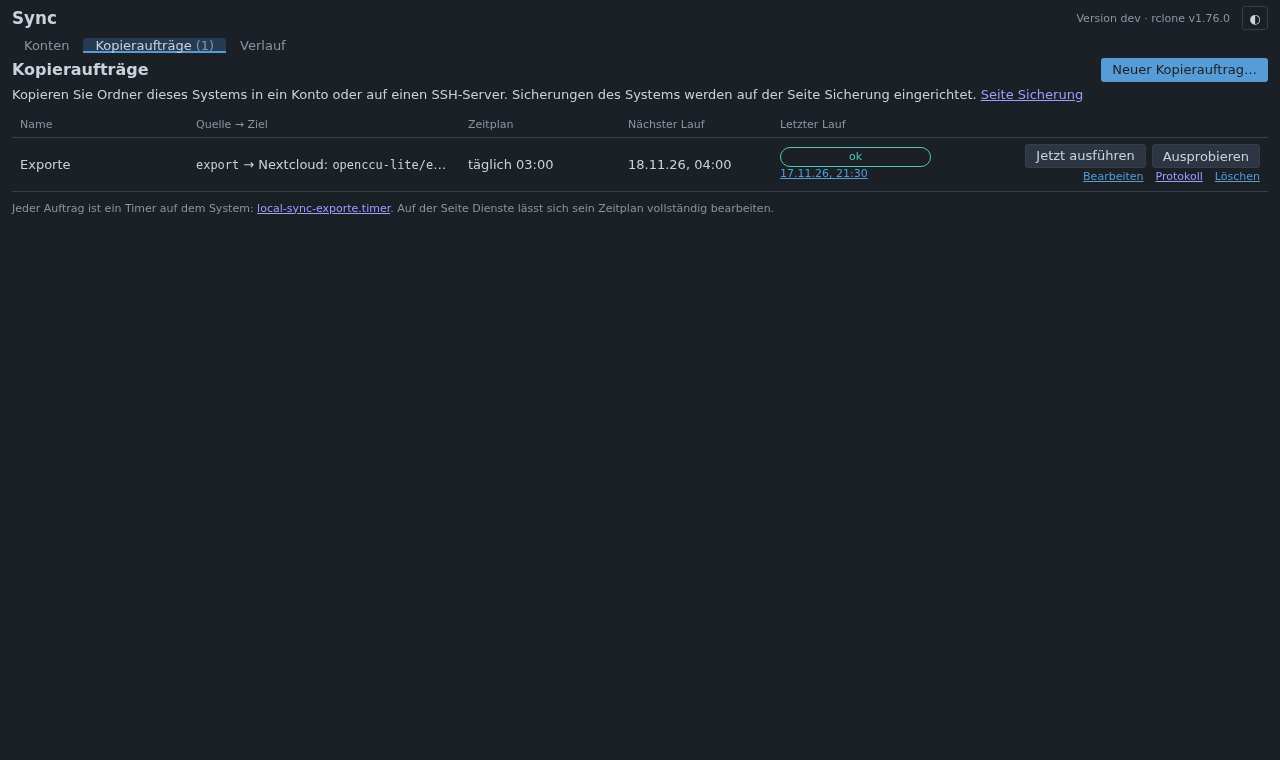 Sync
Version dev · rclone v1.76.0
◐
Konten
Kopieraufträge (1)
Verlauf
Kopieraufträge
Neuer Kopierauftrag…
Kopieren Sie Ordner dieses Systems in ein Konto oder auf einen SSH-Server. Sicherungen des Systems werden auf der Seite Sicherung eingerichtet. Seite Sicherung
Name
Quelle → Ziel
Zeitplan
Nächster Lauf
Letzter Lauf
Exporte
export → Nextcloud: openccu-lite/e…
täglich 03:00
18.11.26, 04:00
ok
17.11.26, 21:30
Jetzt ausführen
Ausprobieren
Bearbeiten
Protokoll
Löschen
Jeder Auftrag ist ein Timer auf dem System: local-sync-exporte.timer. Auf der Seite Dienste lässt sich sein Zeitplan vollständig bearbeiten.